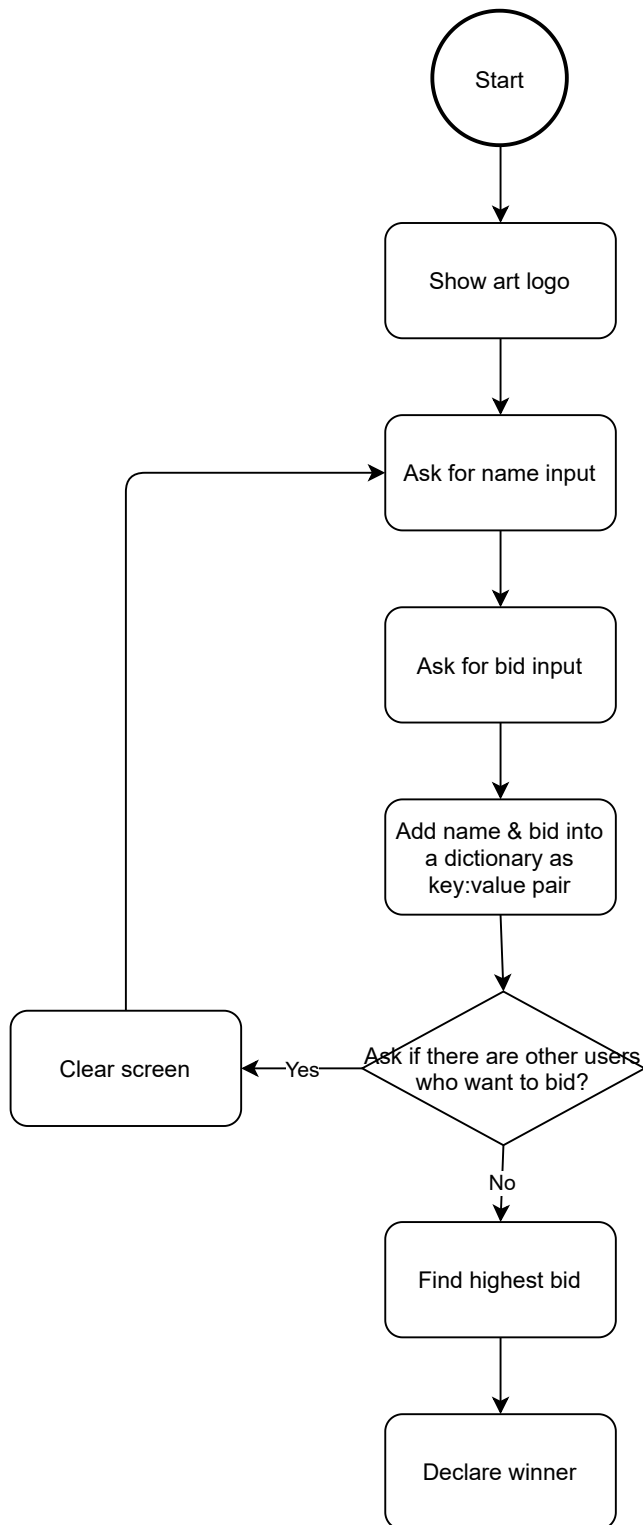 Start
Show art logo
Ask for name input
Ask for bid input
Add name & bid into
a dictionary as
key:value pair
Ask if there are other users
who want to bid?
Yes
Clear screen
No
Find highest bid
Declare winner